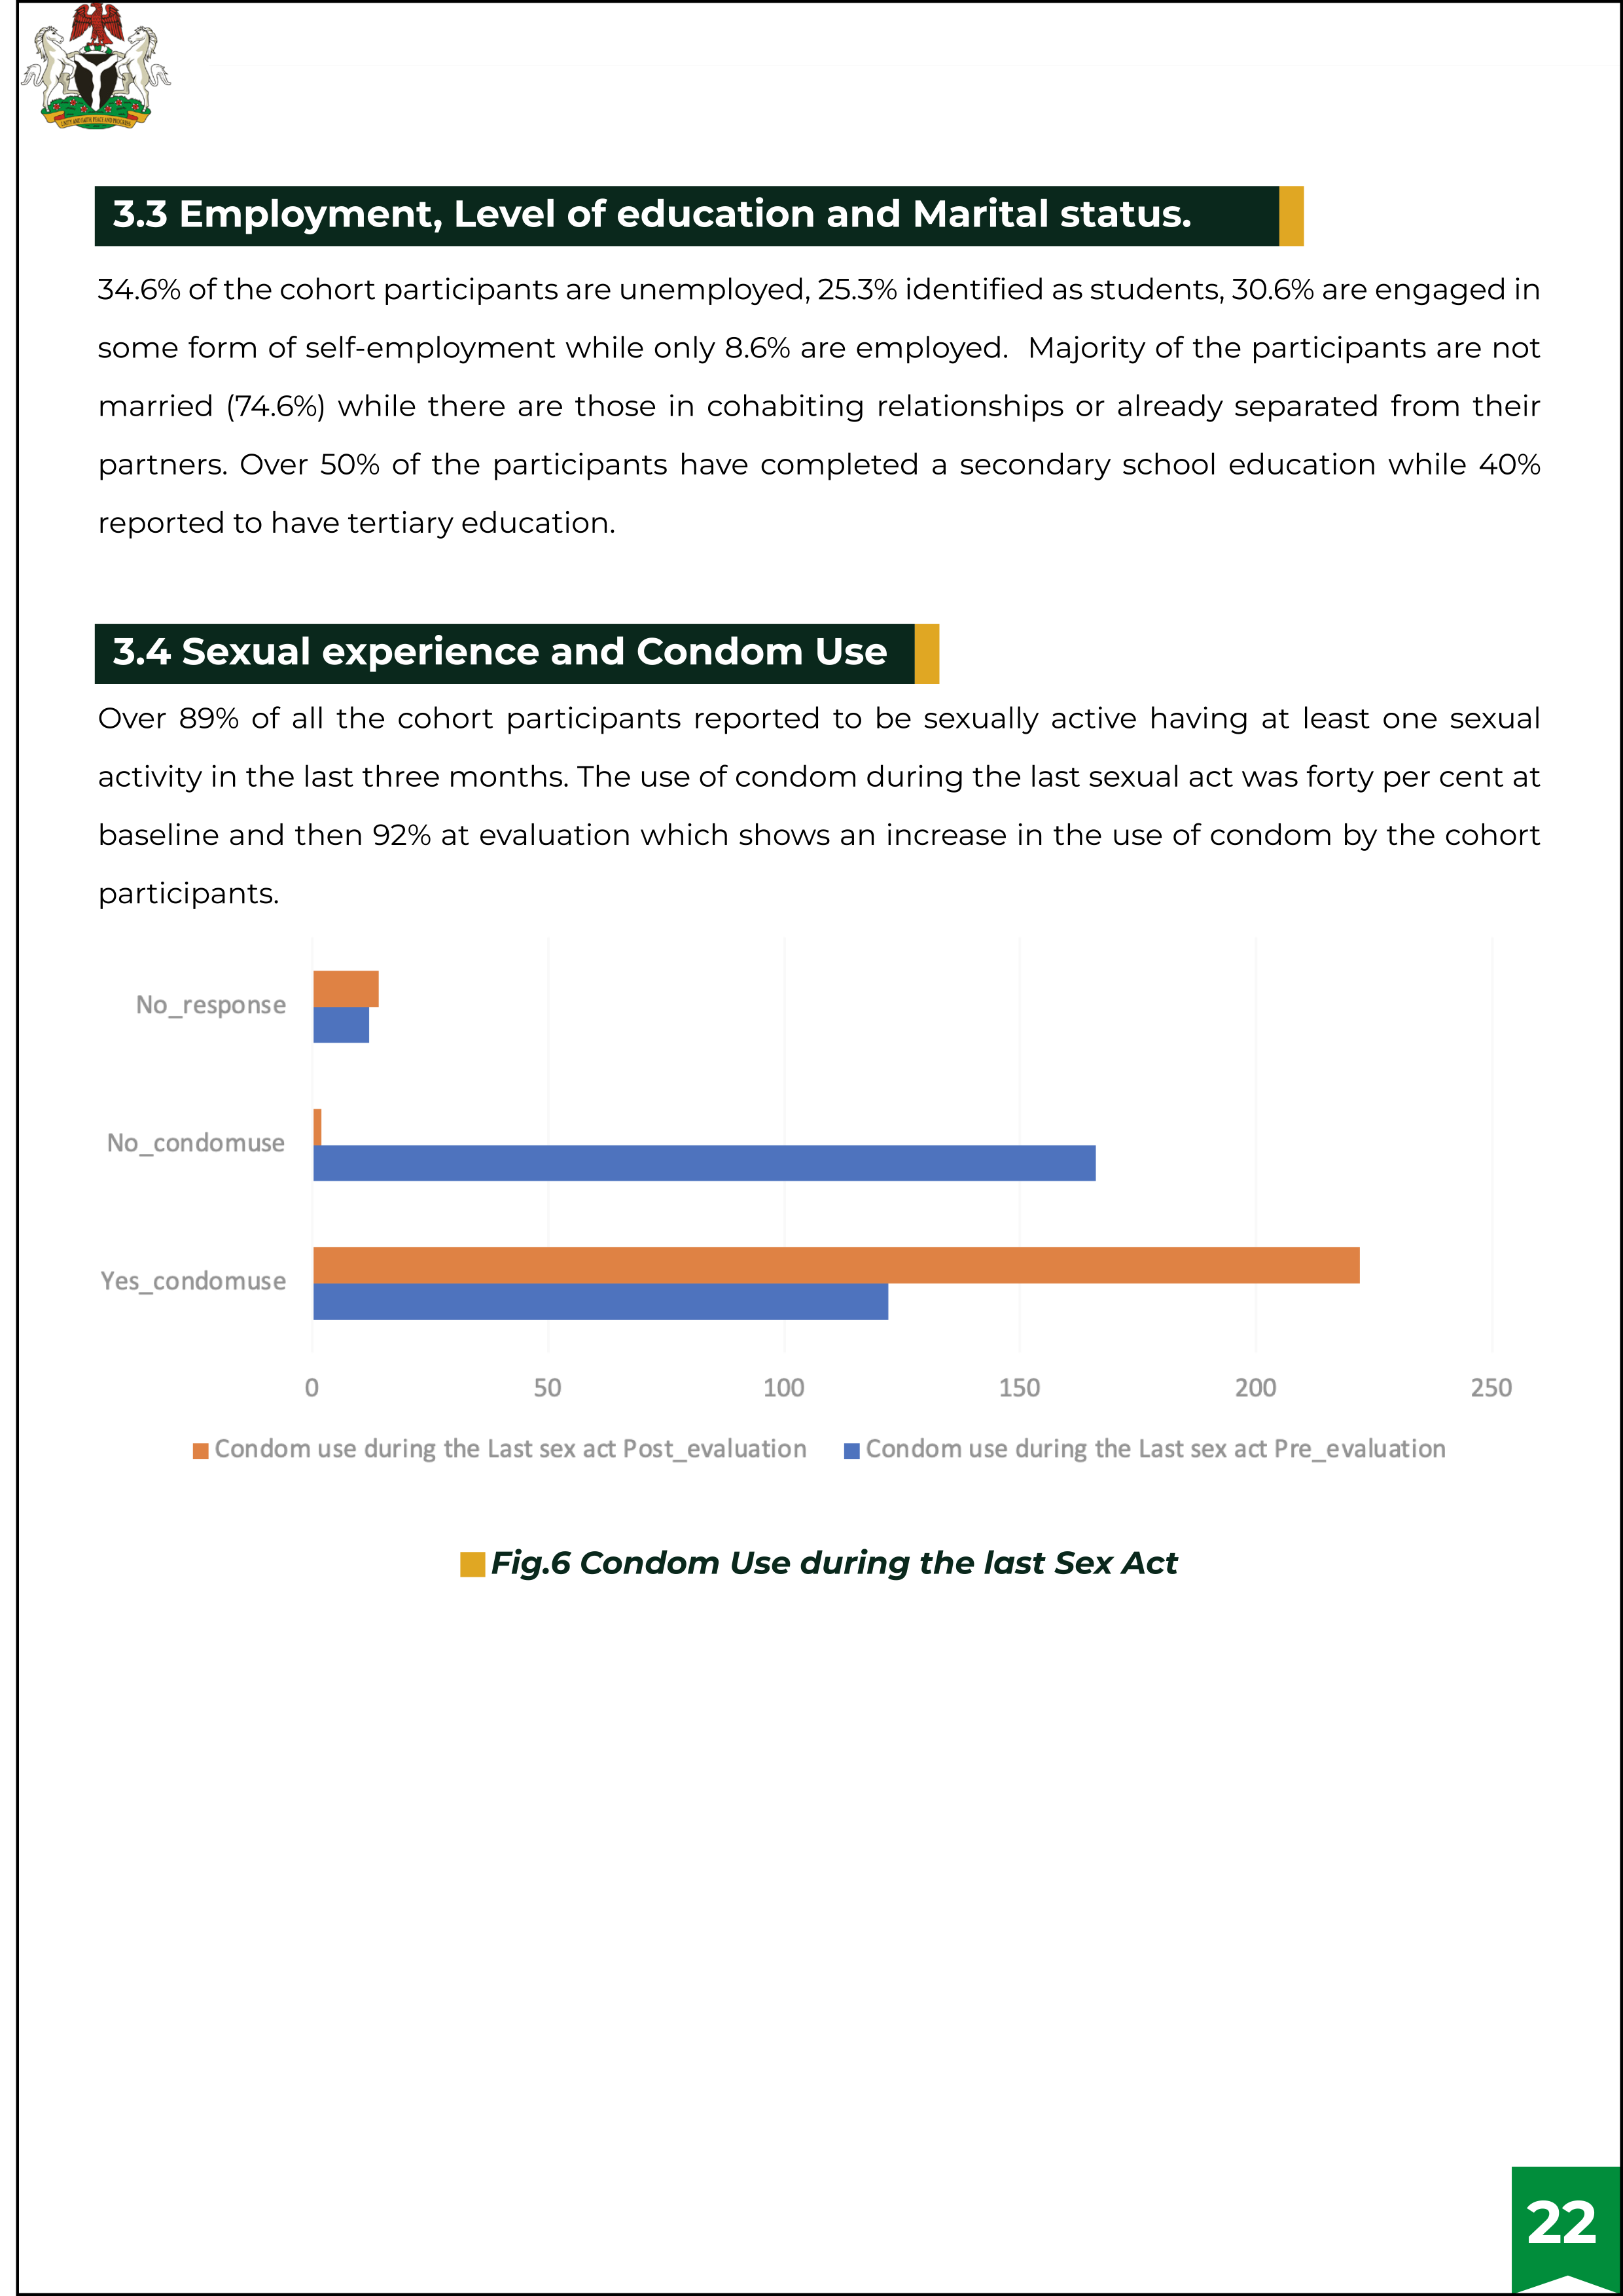 3.3 Employment, Level of education and Marital status.
34.6% of the cohort participants are unemployed, 25.3% identified as students, 30.6% are engaged in
some form of self-employment while only 8.6% are employed. Majority of the participants are not
married (74.6%) while there are those in cohabiting relationships or already separated from their
partners. Over 50% of the participants have completed a secondary school education while 40%
reported to have tertiary education.
3.4 Sexual experience and Condom Use
Over 89% of all the cohort participants reported to be sexually active having at least one sexual
activity in the last three months. The use of condom during the last sexual act was forty per cent at
baseline and then 92% at evaluation which shows an increase in the use of condom by the cohort
participants.
No_response
No_condomuse
Yes_condomuse
0 50 100 150 200 250
Condom use during the Last sex act Post_evaluation Condom use during the Last sex act Pre_evaluation
Fig.6 Condom Use during the last Sex Act
22